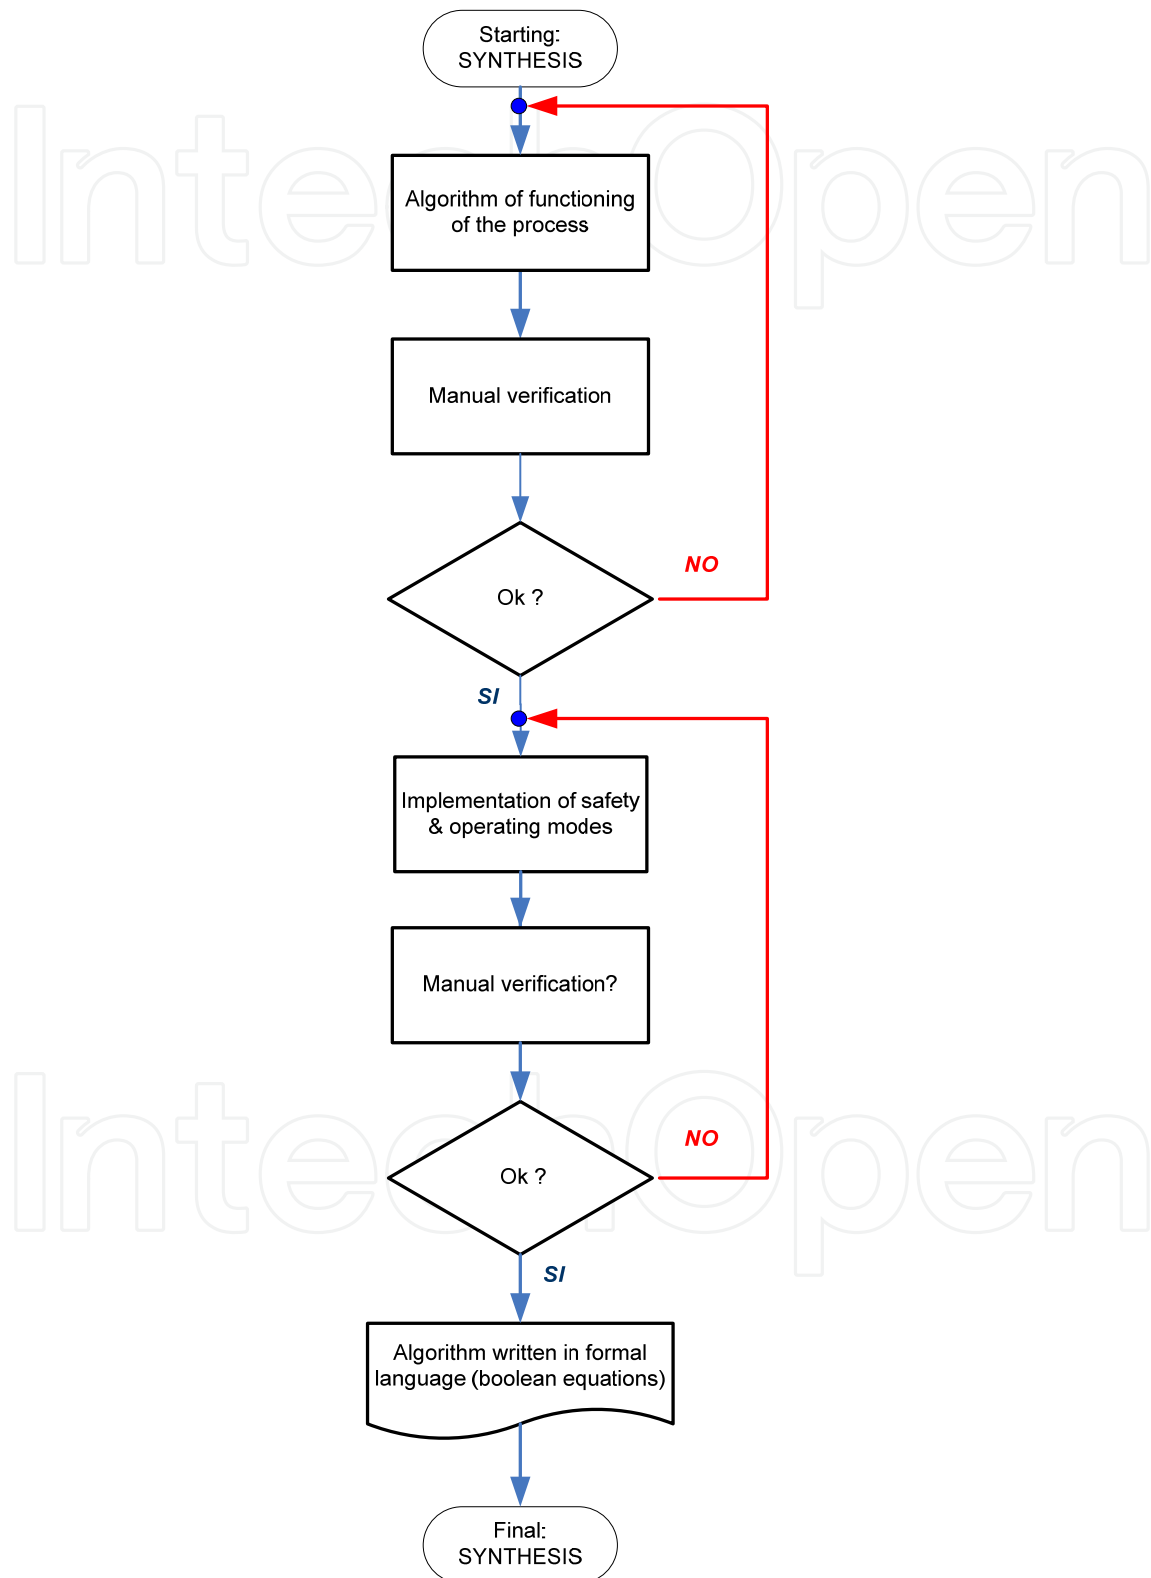 Starting:
SYNTHESIS
Algorithm of functioning
of the process
Manual verification
Ok ?
NO
SI
Implementation of safety
& operating modes
Manual verification?
Ok ?
NO
SI
Algorithm written in formal
language (boolean equations)
Final:
SYNTHESIS
IntechOpen
IntechOpen